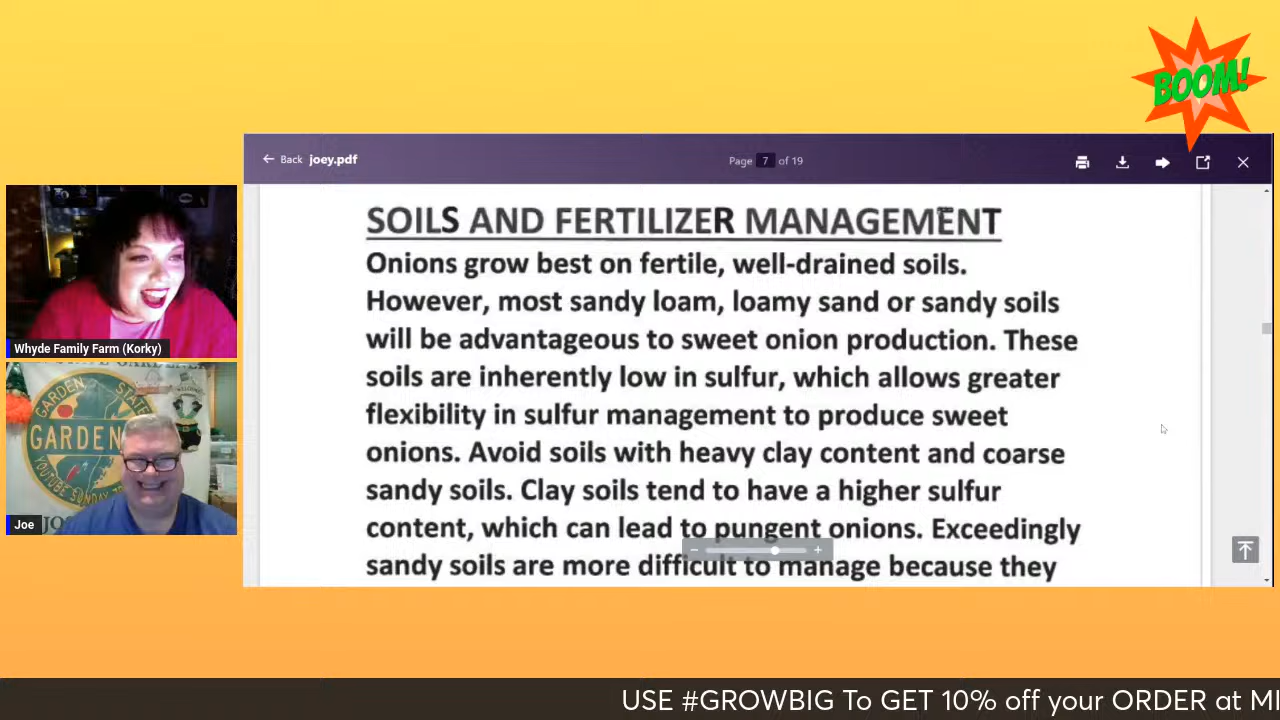 BOOM!
Back joey.pdf
Page 7 of 19
SOILS AND FERTILIZER MANAGEMENT
Onions grow best on fertile, well-drained soils.
However, most sandy loam, loamy sand or sandy soils
will be advantageous to sweet onion production. These
soils are inherently low in sulfur, which allows greater
flexibility in sulfur management to produce sweet
onions. Avoid soils with heavy clay content and coarse
sandy soils. Clay soils tend to have a higher sulfur
content, which can lead to pungent onions. Exceedingly
sandy soils are more difficult to manage because they
Whyde Family Farm (Korky)
GARDEN STATE
GARDEN
YOUTUBE SUNDAY
Joe
USE #GROWBIG To GET 10% off your ORDER at MI